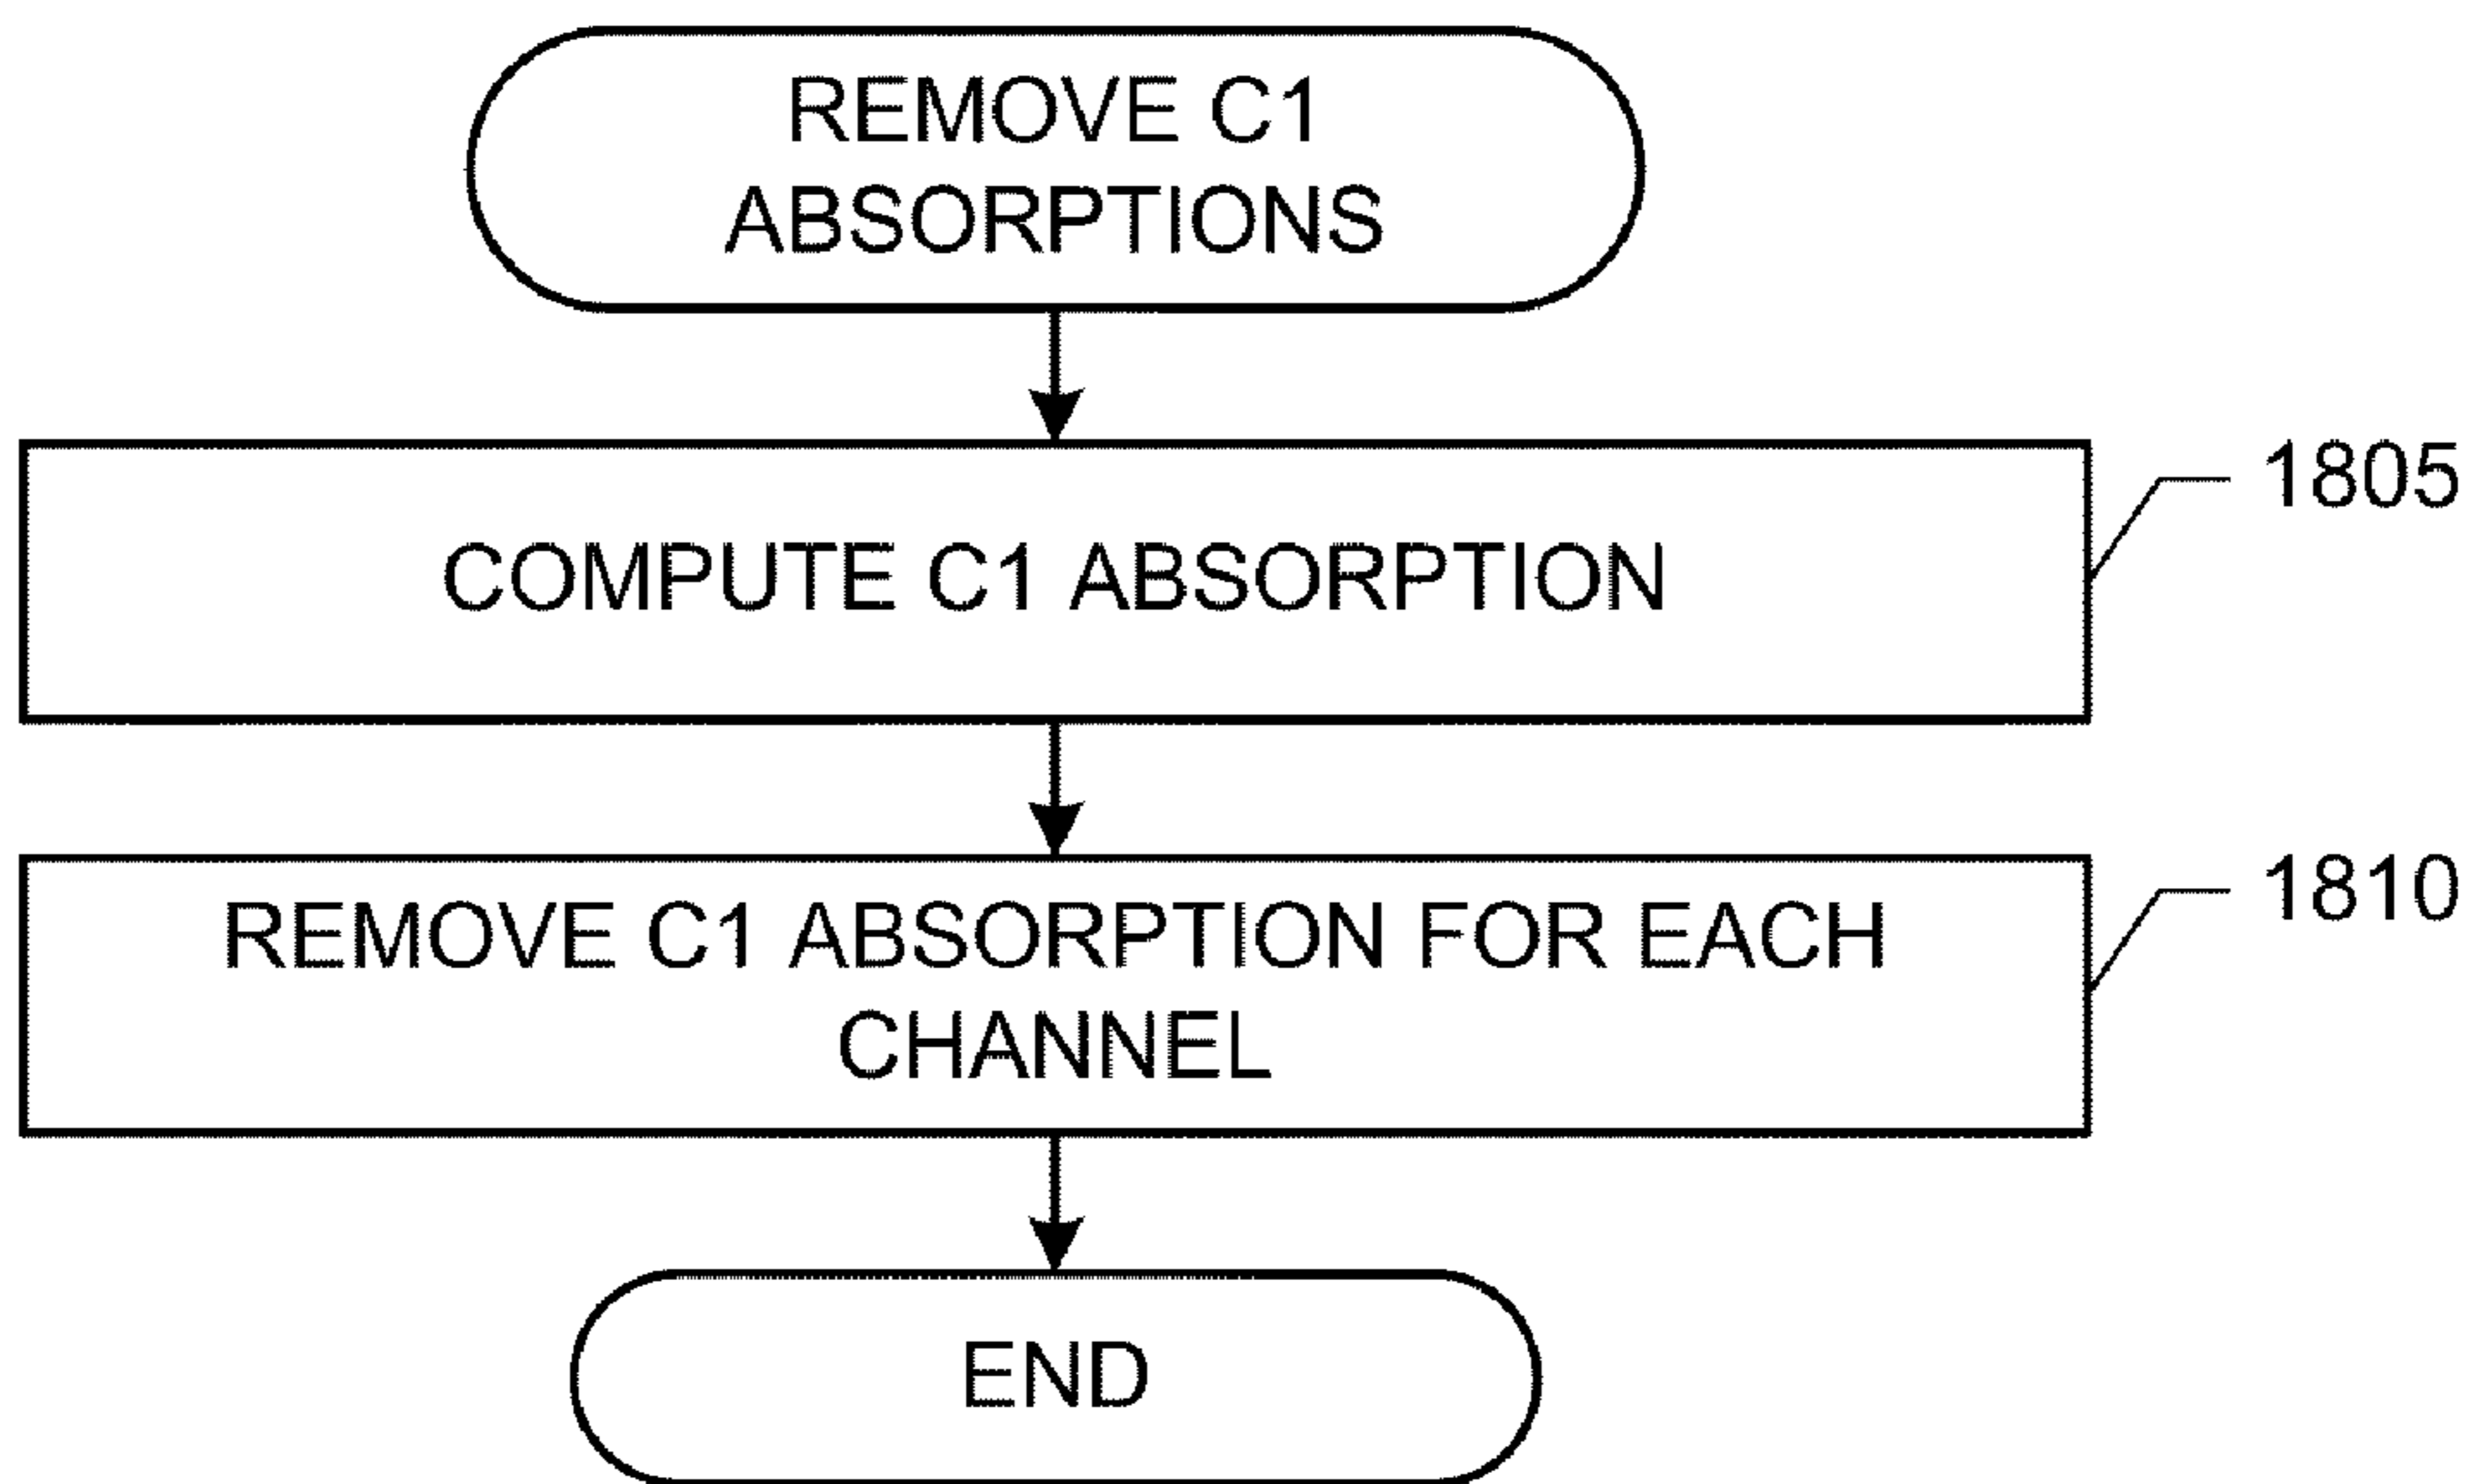 REMOVE C1
ABSORPTIONS
1805
COMPUTE C1 ABSORPTION
1810
REMOVE C1 ABSORPTION FOR EACH
CHANNEL
END